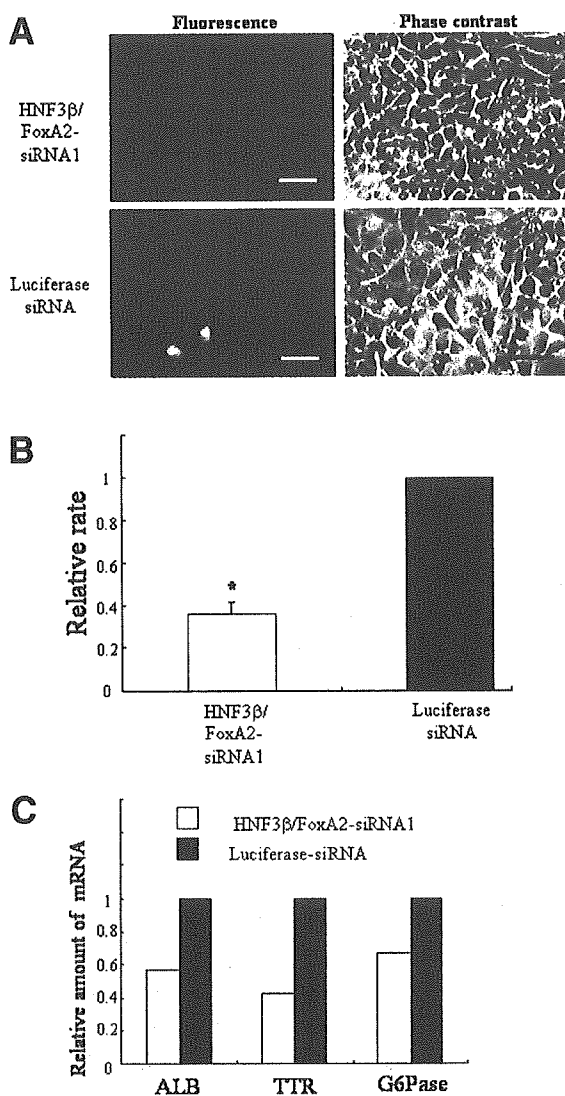 A
Fluorescence
Phase contrast
HNF3β/
FoxA2-
siRNA1
Luciferase
siRNA
B
Relative rate
1
0.8
0.6
0.4
0.2
0
*
HNF3β/
FoxA2-
siRNA1
Luciferase
siRNA
C
HNF3β/FoxA2-siRNA1
Luciferase-siRNA
Relative amount of mRNA
1
0.8
0.6
0.4
0.2
0
ALB
TTR
G6Pase